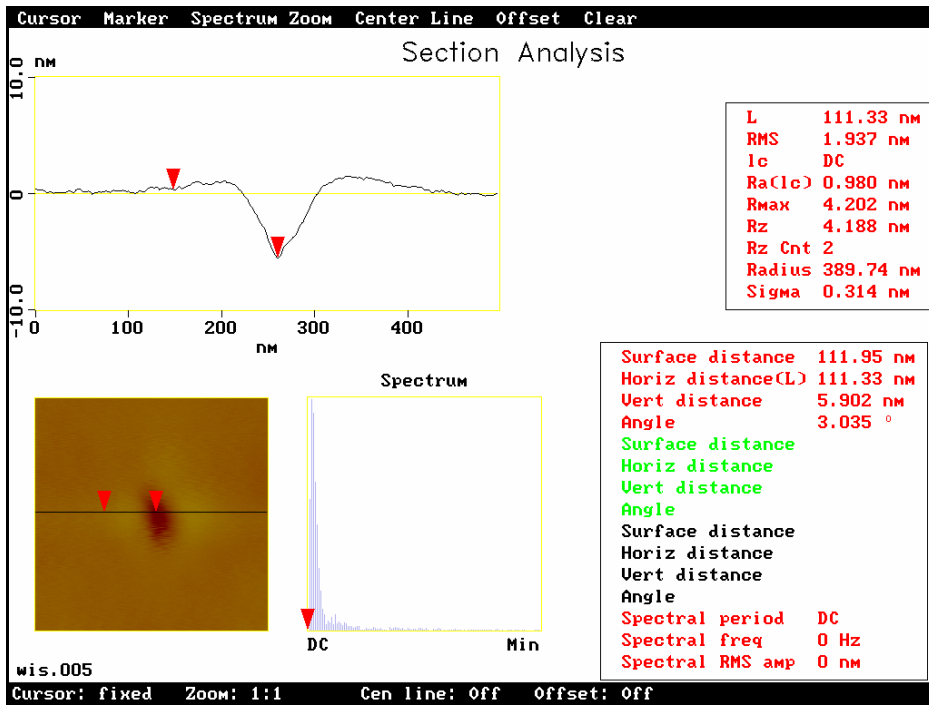 Cursor Marker Spectrum Zoom Center Line Offset Clear
Section Analysis
10.0 nM
0
-10.0
0 100 200 300 400
nM
L 111.33 nM
RMS 1.937 nM
lc DC
Ra(lc) 0.980 nM
RMax 4.202 nM
Rz 4.188 nM
Rz Cnt 2
Radius 389.74 nM
SigMa 0.314 nM
Surface distance 111.95 nM
Horiz distance(L) 111.33 nM
Vert distance 5.902 nM
Angle 3.035 °
Surface distance
Horiz distance
Vert distance
Angle
Surface distance
Horiz distance
Vert distance
Angle
Spectral period DC
Spectral freq 0 Hz
Spectral RMS amp 0 nM
SpectruM
DC Min
wis.005
Cursor: fixed ZooM: 1:1 Cen line: Off Offset: Off